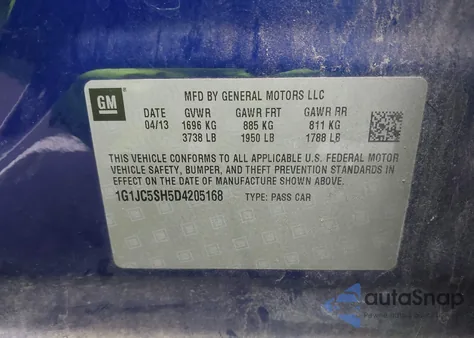 GM
MFD BY GENERAL MOTORS LLC
DATE GVWR GAWR FRT GAWR RR
04/13 1696 KG 885 KG 811 KG
3738 LB 1950 LB 1788 LB
THIS VEHICLE CONFORMS TO ALL APPLICABLE U.S. FEDERAL MOTOR
VEHICLE SAFETY, BUMPER, AND THEFT PREVENTION STANDARDS
IN EFFECT ON THE DATE OF MANUFACTURE SHOWN ABOVE.
1G1JC5SH5D4205168 TYPE: PASS CAR
autoSnap